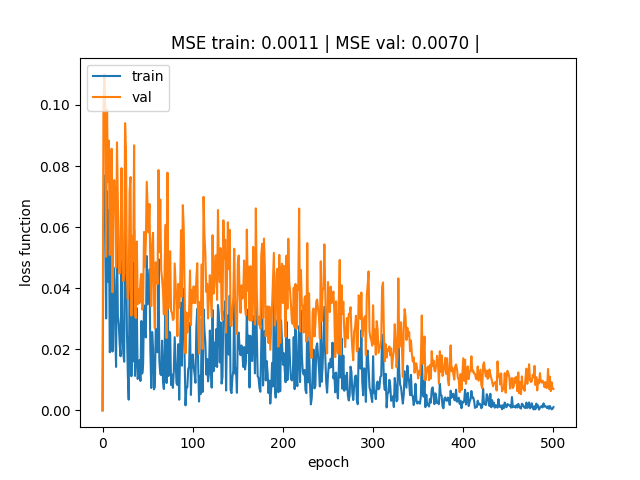 MSE train: 0.0011 | MSE val: 0.0070 |
train
val
0.10
0.08
0.06
0.04
0.02
0.00
loss function
0 100 200 300 400 500
epoch